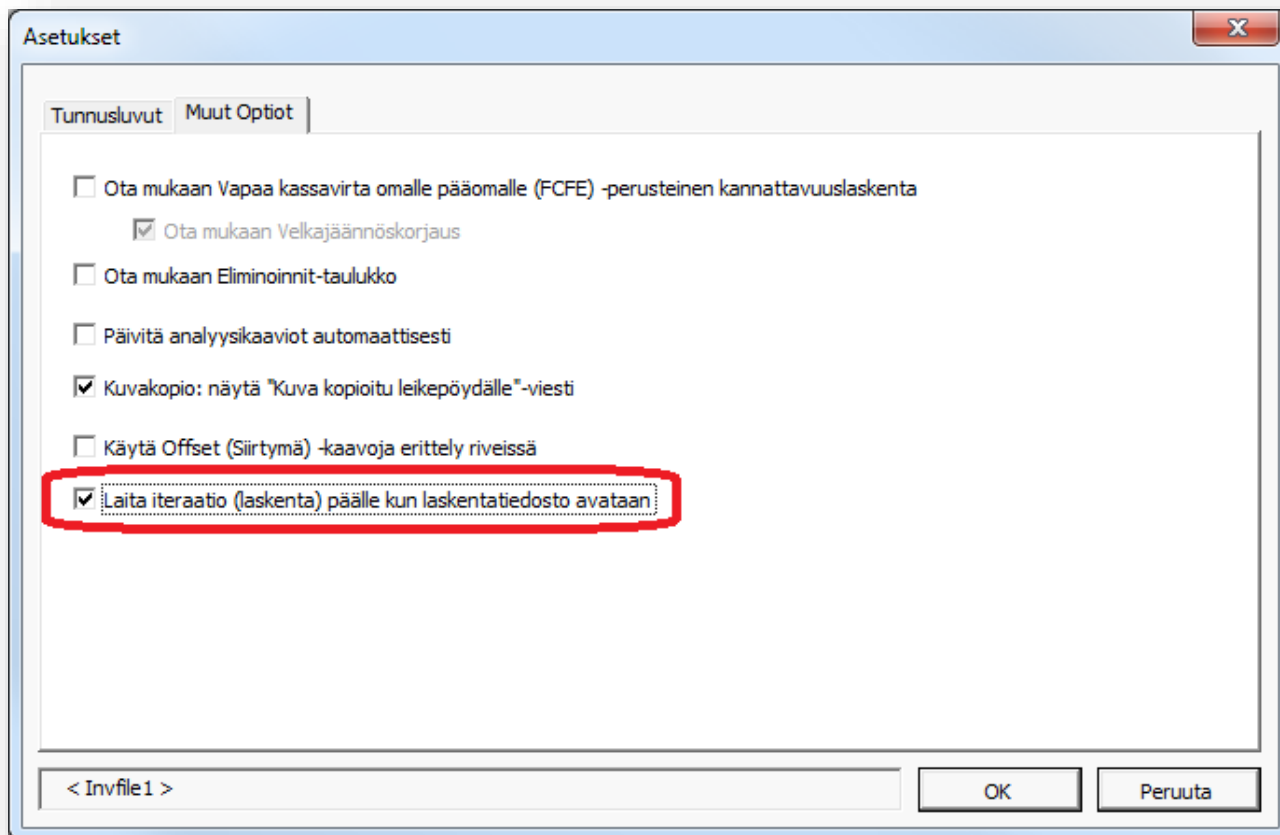 Asetukset
Tunnusluvut Muut Optiot
Ota mukaan Vapaa kassavirta omalle pääomalle (FCFE) -perusteinen kannattavuuslaskenta
Ota mukaan Velkajäännöskorjaus
Ota mukaan Eliminoinnit-taulukko
Päivitä analyysikaaviot automaattisesti
Kuvakopio: näytä "Kuva kopioitu leikepöydälle"-viesti
Käytä Offset (Siirtymä) -kaavoja erittely riveissä
Laita iteraatio (laskenta) päälle kun laskentatiedosto avataan
< Invfile1 > OK Peruuta